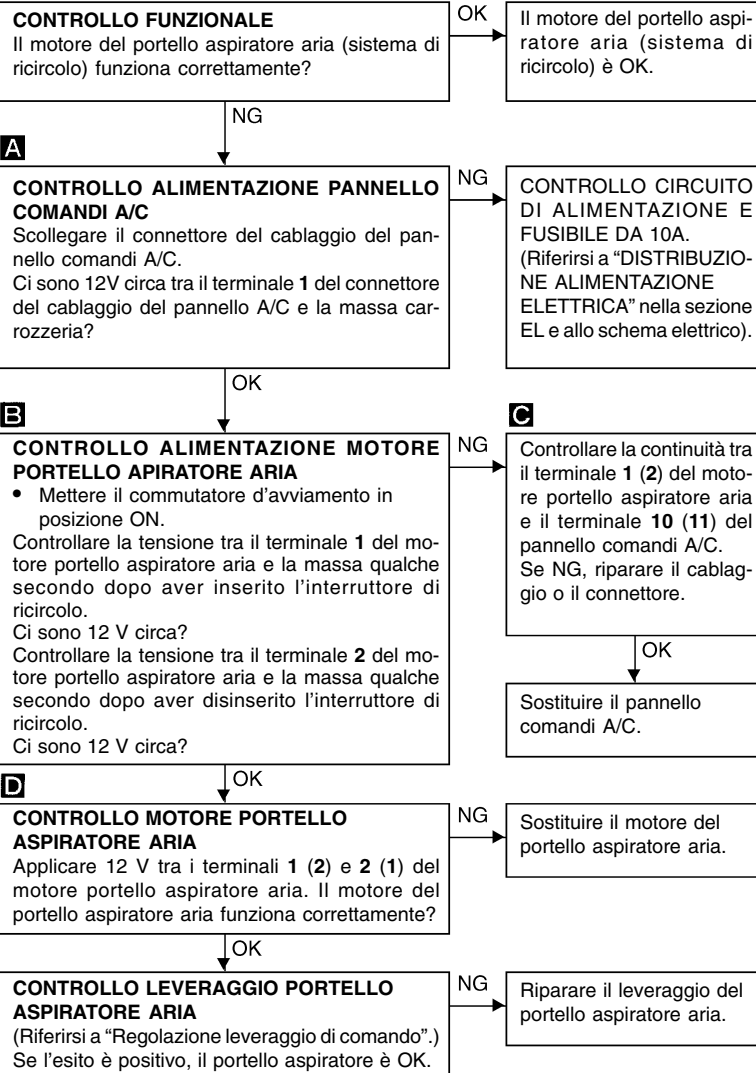 CONTROLLO FUNZIONALE
Il motore del portello aspiratore aria (sistema di
ricircolo) funziona correttamente?
OK
Il motore del portello aspi-
ratore aria (sistema di
ricircolo) è OK.
NG
A
CONTROLLO ALIMENTAZIONE PANNELLO
COMANDI A/C
Scollegare il connettore del cablaggio del pan-
nello comandi A/C.
Ci sono 12V circa tra il terminale 1 del connettore
del cablaggio del pannello A/C e la massa car-
rozzeria?
NG
CONTROLLO CIRCUITO
DI ALIMENTAZIONE E
FUSIBILE DA 10A.
(Riferirsi a “DISTRIBUZIO-
NE ALIMENTAZIONE
ELETTRICA” nella sezione
EL e allo schema elettrico).
OK
B
CONTROLLO ALIMENTAZIONE MOTORE
PORTELLO APIRATORE ARIA
• Mettere il commutatore d’avviamento in
posizione ON.
Controllare la tensione tra il terminale 1 del mo-
tore portello aspiratore aria e la massa qualche
secondo dopo aver inserito l’interruttore di
ricircolo.
Ci sono 12 V circa?
Controllare la tensione tra il terminale 2 del mo-
tore portello aspiratore aria e la massa qualche
secondo dopo aver disinserito l’interruttore di
ricircolo.
Ci sono 12 V circa?
NG
C
Controllare la continuità tra
il terminale 1 (2) del moto-
re portello aspiratore aria
e il terminale 10 (11) del
pannello comandi A/C.
Se NG, riparare il cablag-
gio o il connettore.
OK
Sostituire il pannello
comandi A/C.
OK
D
CONTROLLO MOTORE PORTELLO
ASPIRATORE ARIA
Applicare 12 V tra i terminali 1 (2) e 2 (1) del
motore portello aspiratore aria. Il motore del
portello aspiratore aria funziona correttamente?
NG
Sostituire il motore del
portello aspiratore aria.
OK
CONTROLLO LEVERAGGIO PORTELLO
ASPIRATORE ARIA
(Riferirsi a “Regolazione leveraggio di comando”.)
Se l’esito è positivo, il portello aspiratore è OK.
NG
Riparare il leveraggio del
portello aspiratore aria.